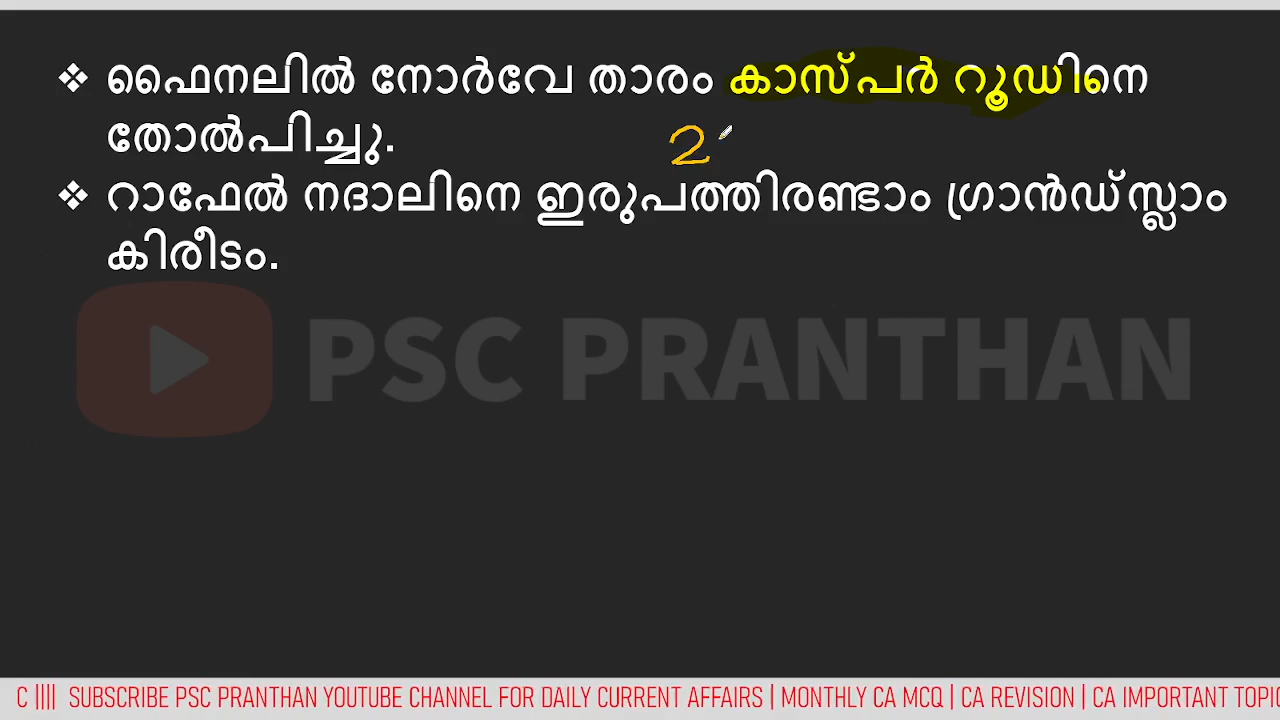 ❖ ഫൈനലിൽ നോർവേ താരം കാസ്പർ റൂഡിനെ
തോൽപിച്ചു.
2
❖ റാഫേൽ നദാലിനെ ഇരുപത്തിരണ്ടാം ഗ്രാൻഡ്സ്ലാം
കിരീടം.
PSC PRANTHAN
C |||| SUBSCRIBE PSC PRANTHAN YOUTUBE CHANNEL FOR DAILY CURRENT AFFAIRS | MONTHLY CA MCQ | CA REVISION | CA IMPORTANT TOPIC